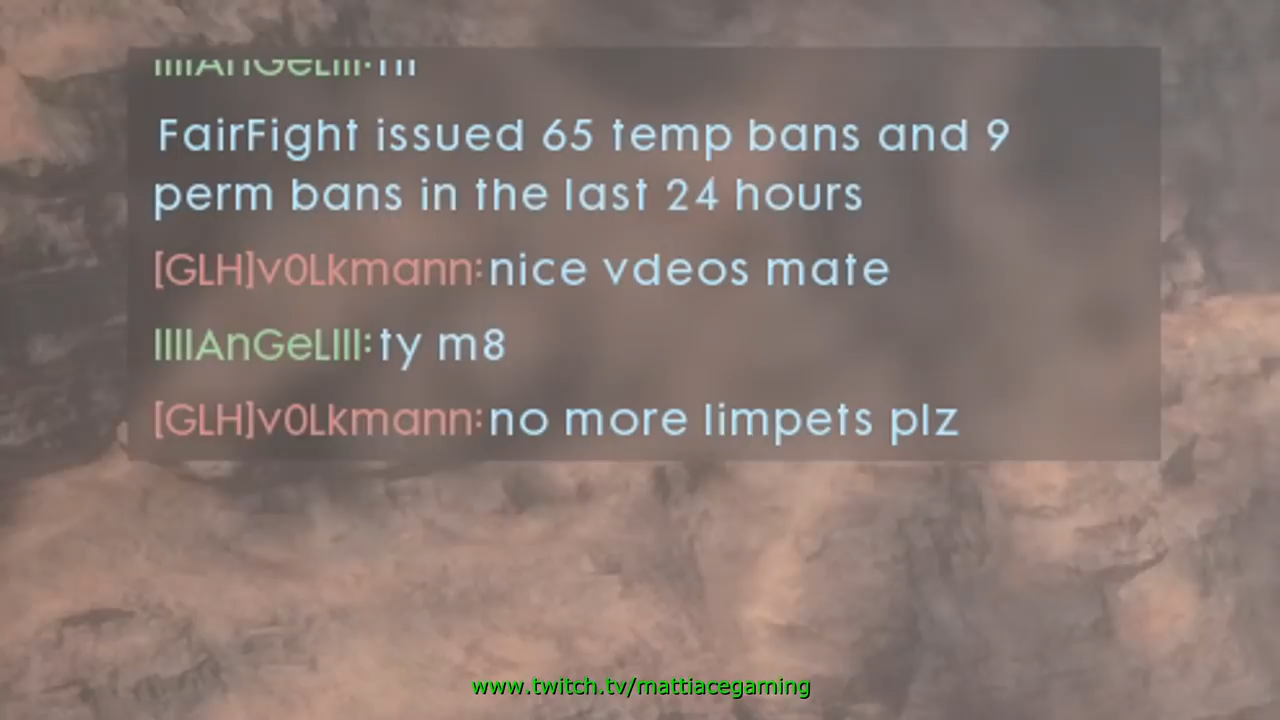 IIIIAnGeLIII:
FairFight issued 65 temp bans and 9
perm bans in the last 24 hours
[GLH]v0Lkmann:nice vdeos mate
IIIIAnGeLIII:ty m8
[GLH]v0Lkmann:no more limpets plz
www.twitch.tv/mattiacegaming